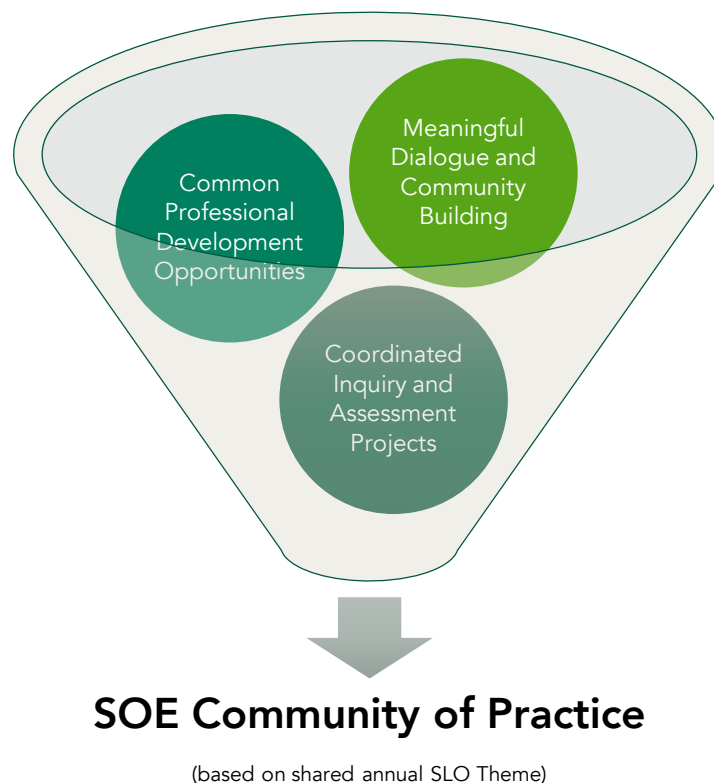 Meaningful
Dialogue and
Community
Building
Common
Professional
Development
Opportunities
Coordinated
Inquiry and
Assessment
Projects
SOE Community of Practice
(based on shared annual SLO Theme)